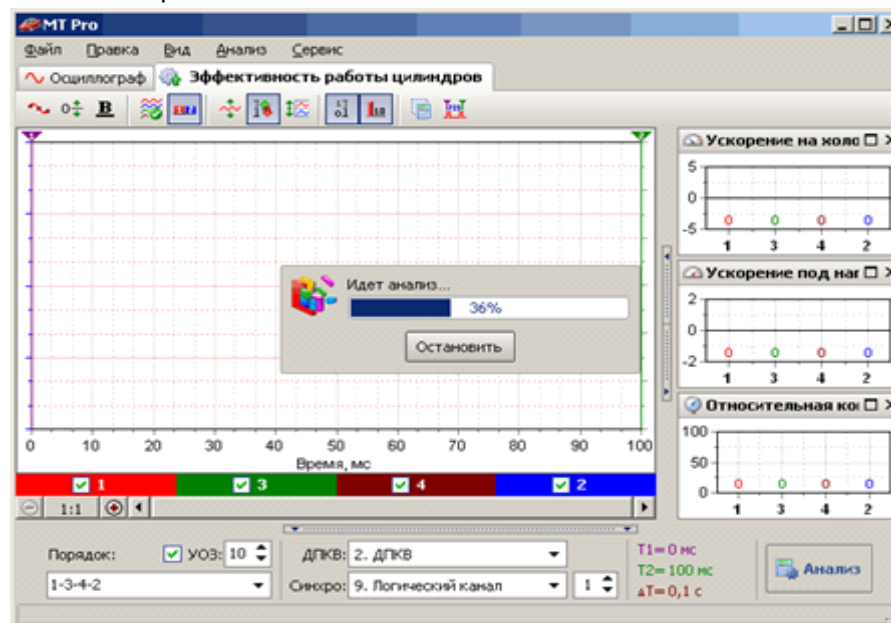 MT Pro
Файл Правка Вид Анализ Сервис
Осциллограф Эффективность работы цилиндров
Ускорение на холо
5
0
-5
0 0 0 0
1 3 4 2
Идет анализ...
36%
Остановить
Ускорение под наг
2
0
-2
0 0 0 0
1 3 4 2
Относительная ко
100
50
0
0 0 0 0
1 3 4 2
0 10 20 30 40 50 60 70 80 90 100
Время, мс
1 3 4 2
1:1
Порядок: УОЗ: 10 ДПКВ: 2. ДПКВ
1-3-4-2 Синхро: 9. Логический канал 1
T1= 0 мс
T2= 100 мс
ΔT= 0,1 с
Анализ